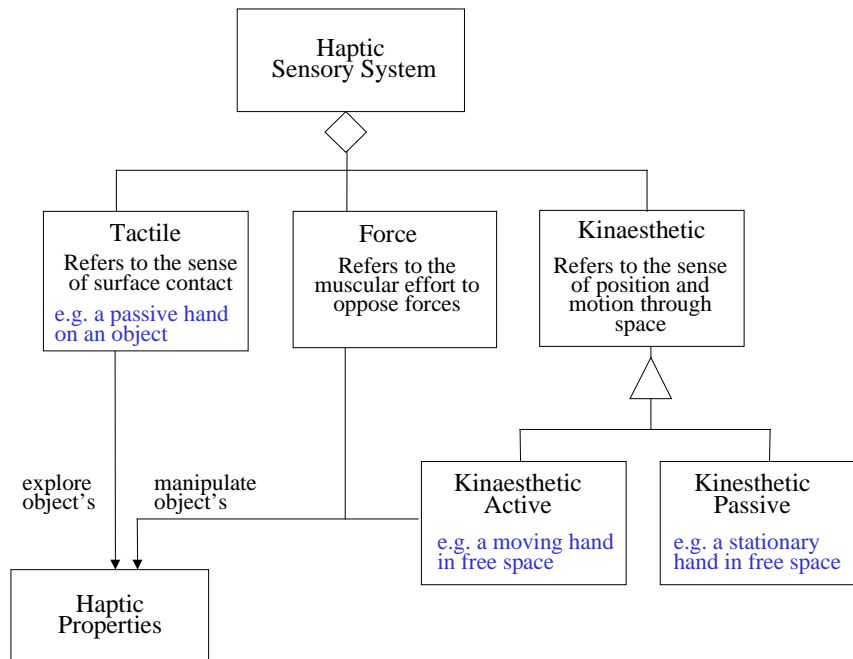 Haptic
Sensory System
Tactile
Refers to the sense
of surface contact
e.g. a passive hand
on an object
Force
Refers to the
muscular effort to
oppose forces
Kinaesthetic
Refers to the sense
of position and
motion through
space
explore
object’s
manipulate
object’s
Kinaesthetic
Active
e.g. a moving hand
in free space
Kinesthetic
Passive
e.g. a stationary
hand in free space
Haptic
Properties